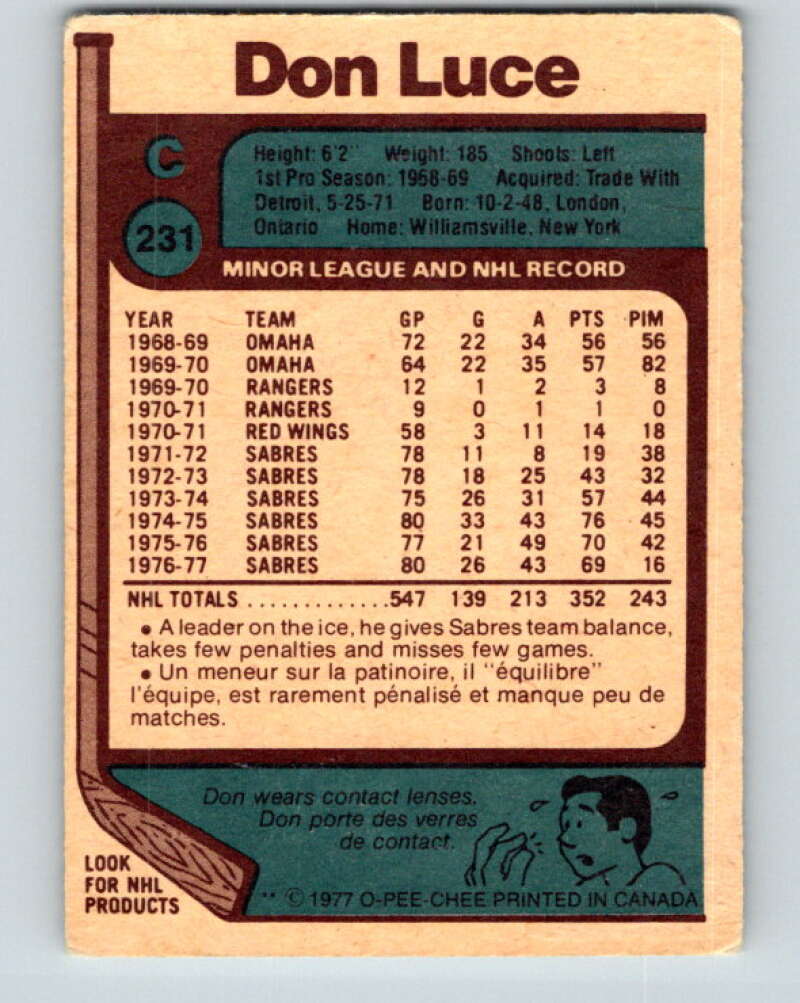 Don Luce
C
Height: 6'2" Weight: 185 Shoots: Left
1st Pro Season: 1968-69 Acquired: Trade With
Detroit, 5-25-71 Born: 10-2-48, London,
Ontario Home: Williamsville, New York
231
MINOR LEAGUE AND NHL RECORD
YEAR TEAM GP G A PTS PIM
1968-69 OMAHA 72 22 34 56 56
1969-70 OMAHA 64 22 35 57 82
1969-70 RANGERS 12 1 2 3 8
1970-71 RANGERS 9 0 1 1 0
1970-71 RED WINGS 58 3 11 14 18
1971-72 SABRES 78 11 8 19 38
1972-73 SABRES 78 18 25 43 32
1973-74 SABRES 75 26 31 57 44
1974-75 SABRES 80 33 43 76 45
1975-76 SABRES 77 21 49 70 42
1976-77 SABRES 80 26 43 69 16
NHL TOTALS .............547 139 213 352 243
• A leader on the ice, he gives Sabres team balance,
takes few penalties and misses few games.
• Un meneur sur la patinoire, il "équilibre"
l'équipe, est rarement pénalisé et manque peu de
matches.
Don wears contact lenses.
Don porte des verres
de contact.
LOOK
FOR NHL
PRODUCTS
** © 1977 O-PEE-CHEE PRINTED IN CANADA